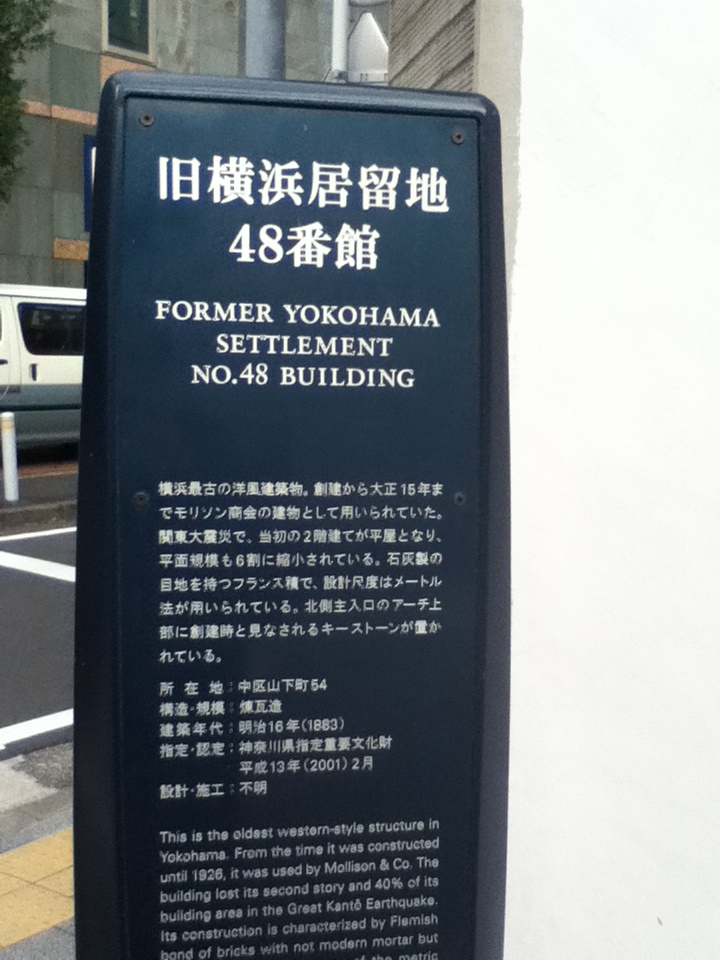 旧横浜居留地
48番館
FORMER YOKOHAMA
SETTLEMENT
NO.48 BUILDING
横浜最古の洋風建築物。創建から大正15年ま
でモリソン商会の建物として用いられていた。
関東大震災で、当初の2階建てが平屋となり、
平面規模も6割に縮小されている。石灰製の
目地を持つフランス積で、設計尺度はメートル
法が用いられている。北側主入口のアーチ上
部に創建時と見なされるキーストーンが置か
れている。
所在地：中区山下町54
構造・規模：煉瓦造
建築年代：明治16年(1883)
指定・認定：神奈川県指定重要文化財
平成13年(2001)2月
設計・施工：不明
This is the oldest western-style structure in
Yokohama. From the time it was constructed
until 1926, it was used by Mollison & Co. The
building lost its second story and 40% of its
building area in the Great Kantô Earthquake.
Its construction is characterized by Flemish
bond of bricks with not modern mortar but
of the metric